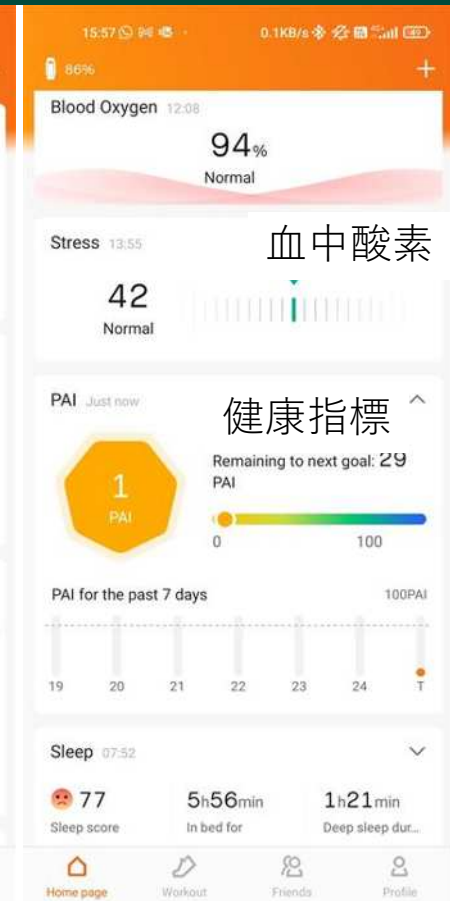 15:57
0.1KB/s
86%
Blood Oxygen 12:08
94%
Normal
Stress 13:55
血中酸素
42
Normal
PAI Just now
健康指標
Remaining to next goal: 29
PAI
1
PAI
0 100
PAI for the past 7 days 100PAI
19 20 21 22 23 24 T
Sleep 07:52
77 5h56min 1h21min
Sleep score In bed for Deep sleep dur...
Home page Workout Friends Profile